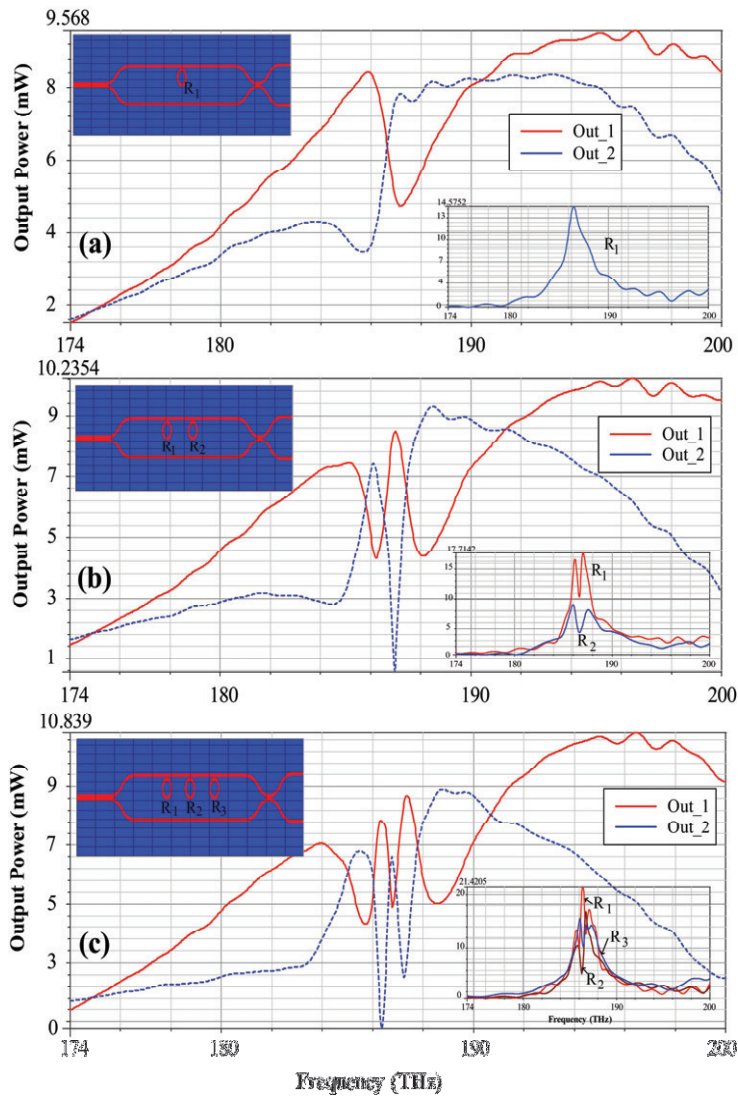 9.568
Output Power (mW)
8
6
4
2
R1
Out_1
Out_2
(a)
14.5752
10
7
4
0
R1
174
180
190
200
174
180
190
200
10.2354
Output Power (mW)
9
7
5
3
1
R1 R2
Out_1
Out_2
(b)
17.7142
15
10
5
0
R1
R2
174
180
190
200
174
180
190
200
10.839
Output Power (mW)
9
7
5
3
0
R1 R2 R3
Out_1
Out_2
(c)
21.4205
20
10
0
R1
R3
R2
174
180
190
200
Frequency (THz)
174
180
190
200
Frequency (THz)